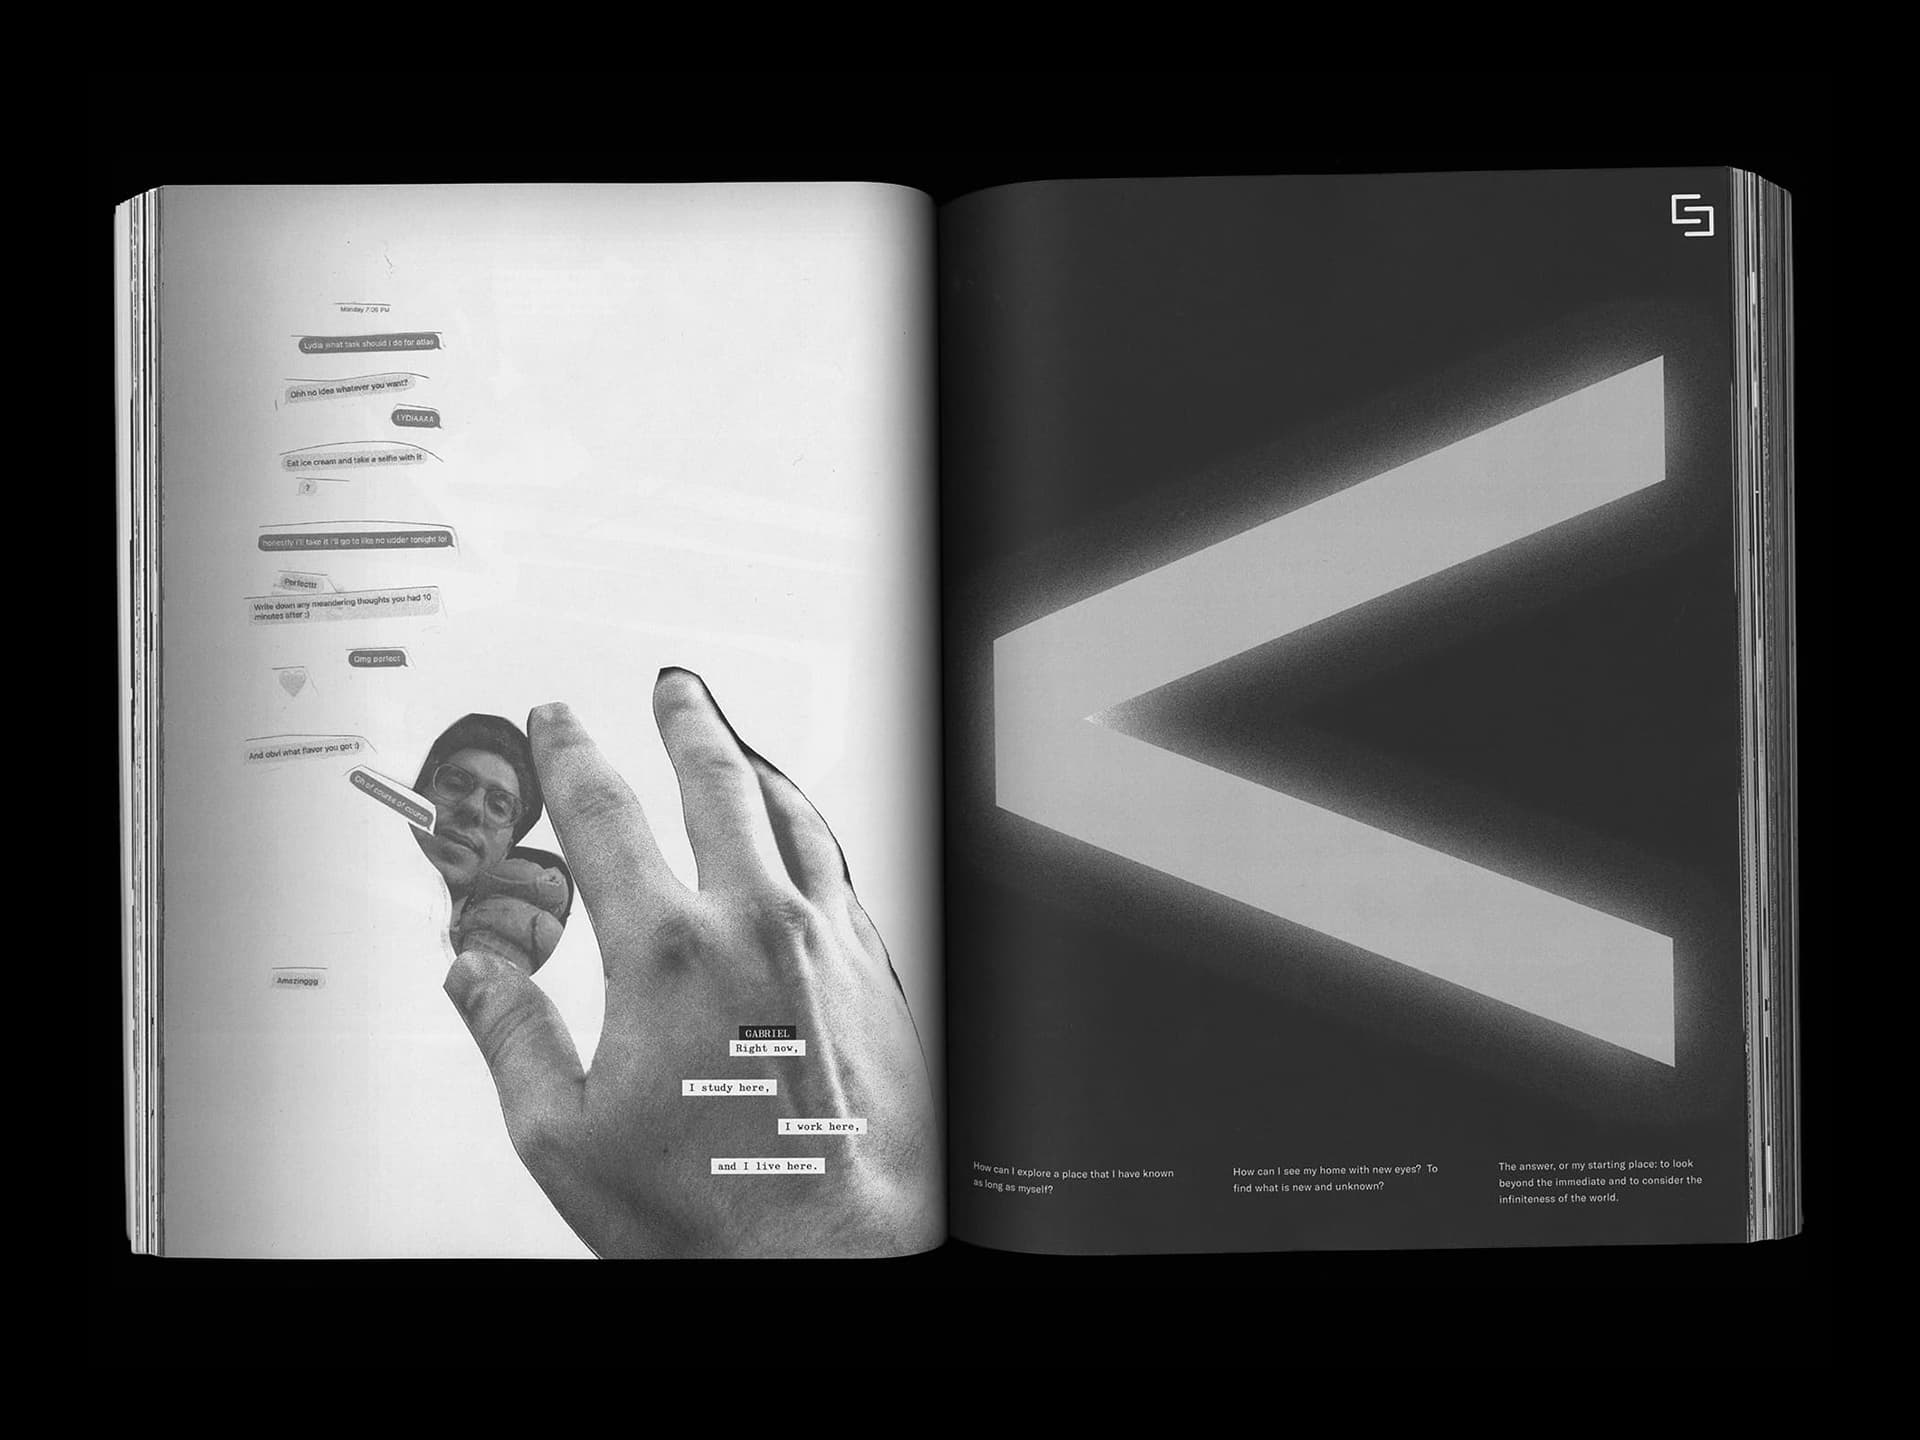 Monday 7:06 PM
Lydia what task should i do for atlas
Ohh no idea whatever you want?
LYDIAAAA
Eat ice cream and take a selfie with it
?
honestly i'll take it i'll go to like no udder tonight lol
Perfecttt
Write down any meandering thoughts you had 10
minutes after :)
Omg perfect
And obvi what flavor you got :)
Oh of course of course
Amazinggg
GABRIEL
Right now,
I study here,
I work here,
and I live here.
How can I explore a place that I have known
as long as myself?
How can I see my home with new eyes? To
find what is new and unknown?
The answer, or my starting place: to look
beyond the immediate and to consider the
infiniteness of the world.